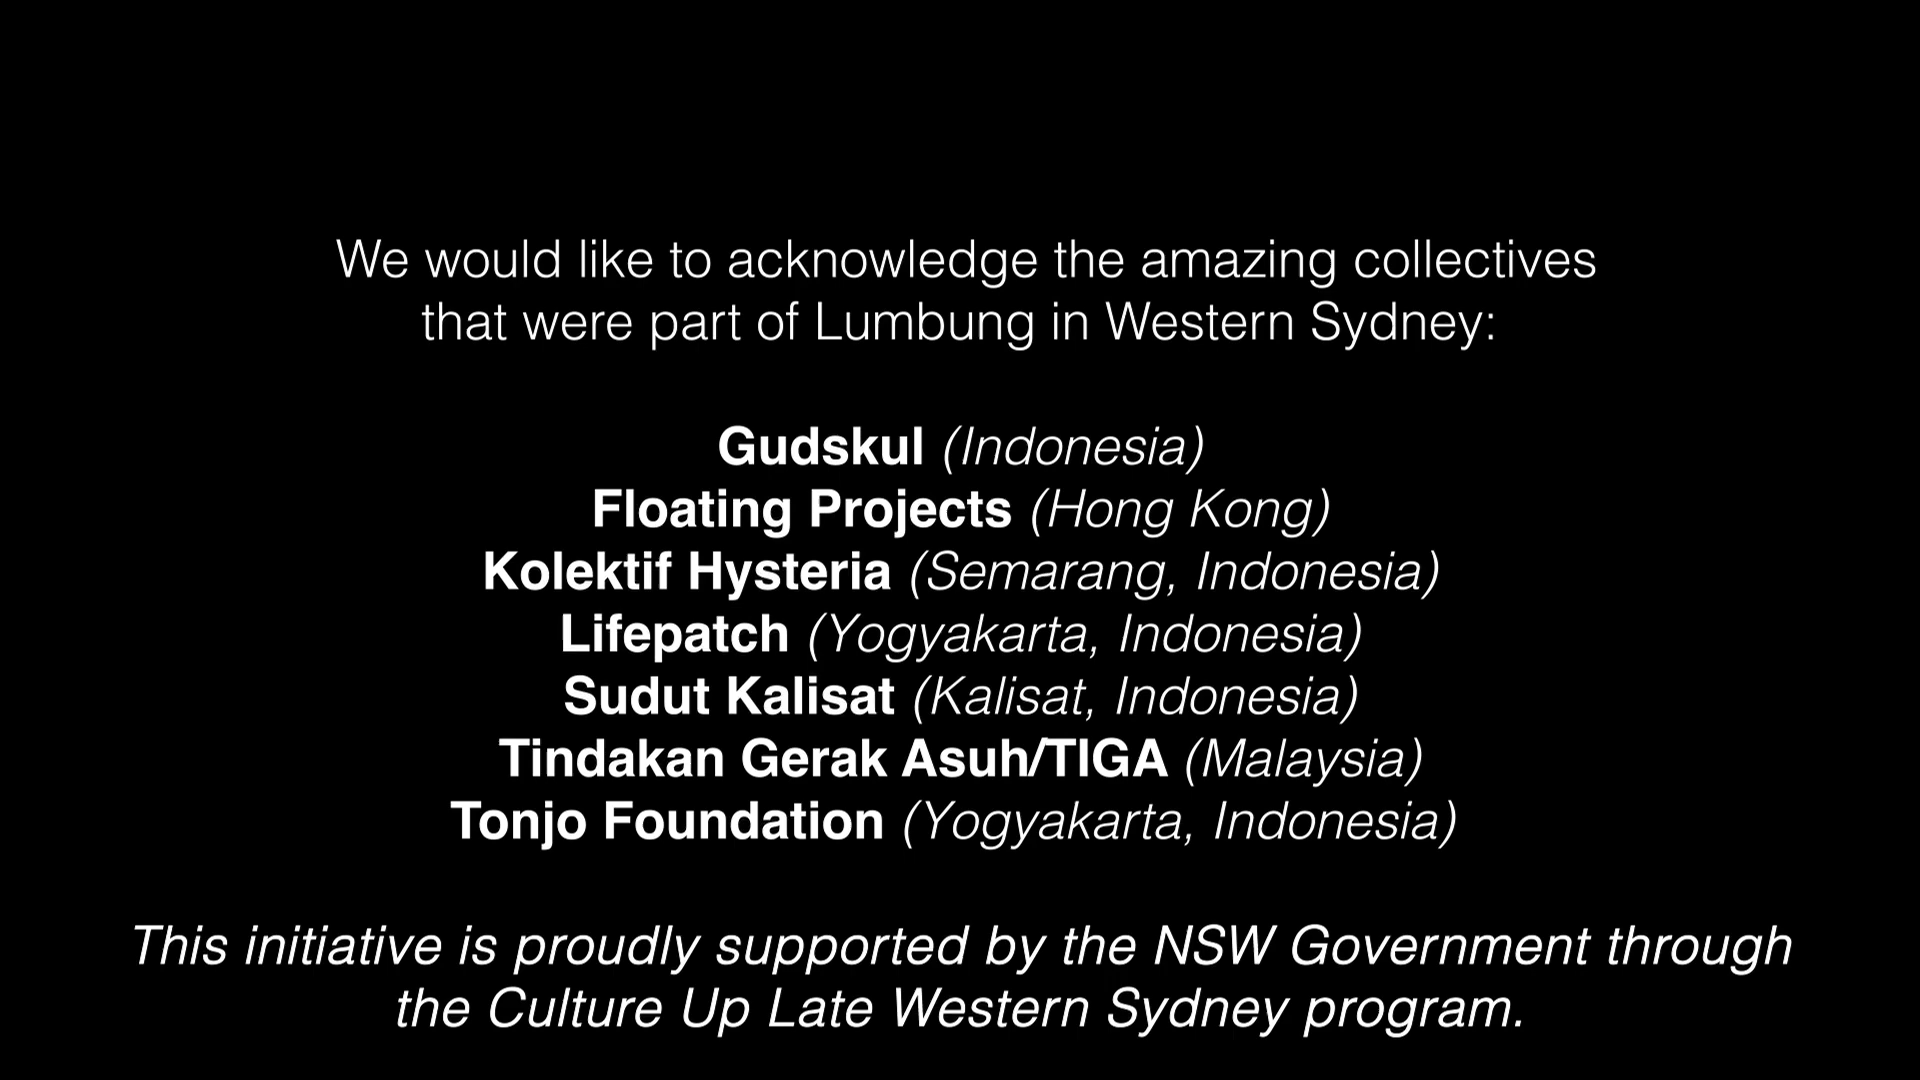 We would like to acknowledge the amazing collectives
that were part of Lumbung in Western Sydney:
Gudskul (Indonesia)
Floating Projects (Hong Kong)
Kolektif Hysteria (Semarang, Indonesia)
Lifepatch (Yogyakarta, Indonesia)
Sudut Kalisat (Kalisat, Indonesia)
Tindakan Gerak Asuh/TIGA (Malaysia)
Tonjo Foundation (Yogyakarta, Indonesia)
This initiative is proudly supported by the NSW Government through
the Culture Up Late Western Sydney program.